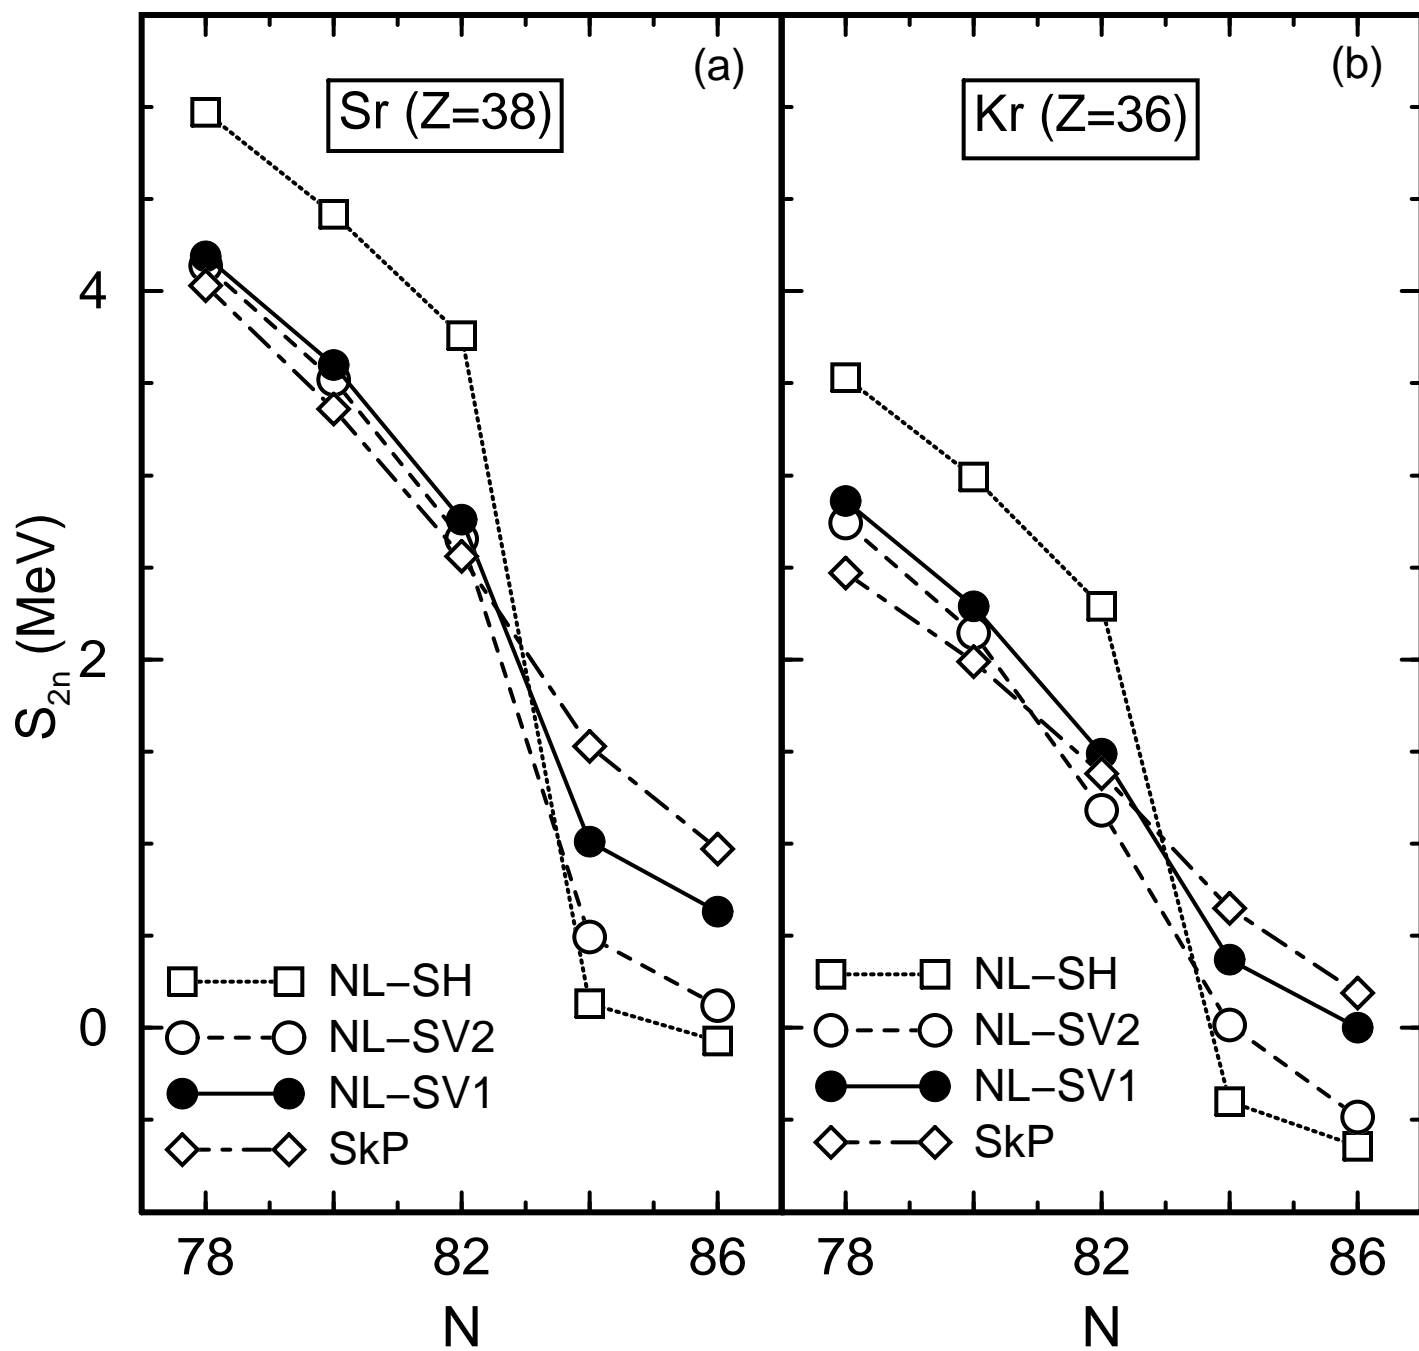 (a)
Sr (Z=38)
(b)
Kr (Z=36)
S2n (MeV)
4
2
0
NL–SH
NL–SV2
NL–SV1
SkP
NL–SH
NL–SV2
NL–SV1
SkP
78 82 86
78 82 86
N
N